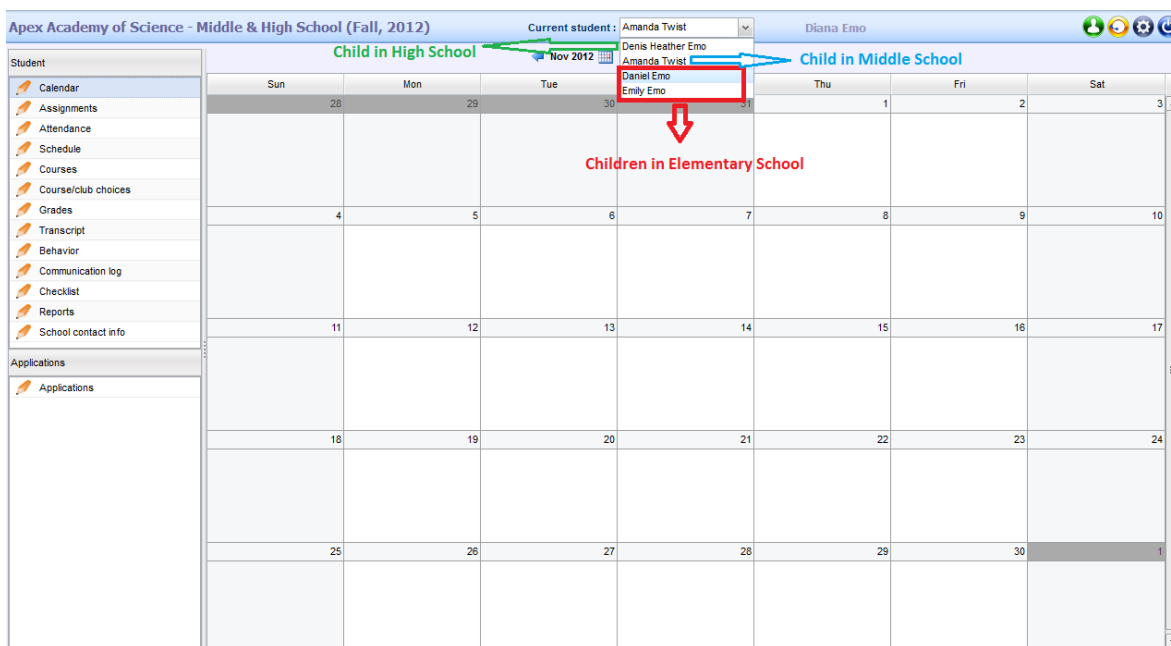 Apex Academy of Science - Middle & High School (Fall, 2012)
Current student : Amanda Twist
Diana Emo
Denis Heather Emo
Amanda Twist
Daniel Emo
Emily Emo
Child in High School
Child in Middle School
Children in Elementary School
Nov 2012
Student
Calendar
Assignments
Attendance
Schedule
Courses
Course/club choices
Grades
Transcript
Behavior
Communication log
Checklist
Reports
School contact info
Applications
Applications
Sun Mon Tue Thu Fri Sat
28 29 30 31 1 2 3
4 5 6 7 8 9 10
11 12 13 14 15 16 17
18 19 20 21 22 23 24
25 26 27 28 29 30 1